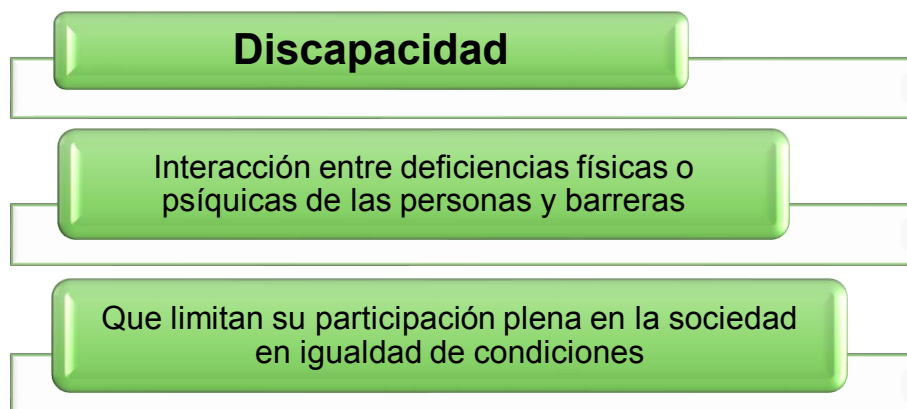 Discapacidad
Interacción entre deficiencias físicas o
psíquicas de las personas y barreras
Que limitan su participación plena en la sociedad
en igualdad de condiciones